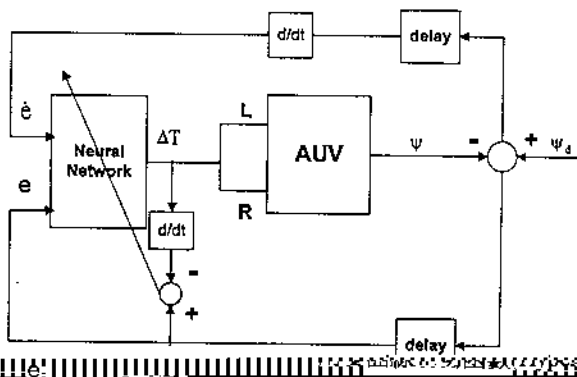 d/dt
delay
ė
Neural
Network
e
ΔT
L
R
AUV
ψ
-
+
ψd
d/dt
-
+
delay
e